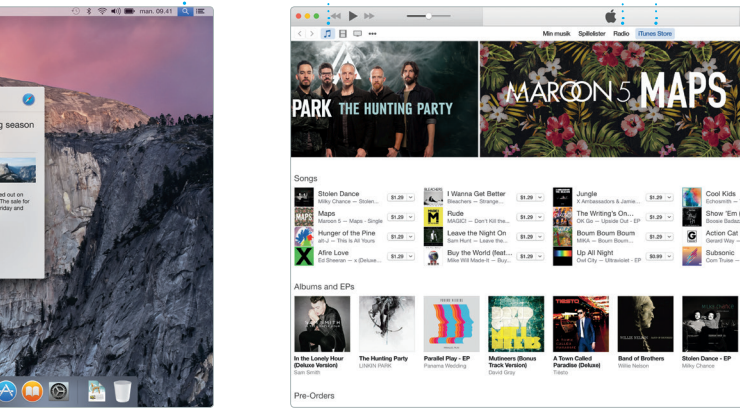 man. 09.41
g season
ed out on
The sale for
riday and
Min musik Spillelister Radio iTunes Store
PARK THE HUNTING PARTY
MAROON 5 MAPS
Songs
Stolen Dance
Milky Chance — Stolen...
$1.29
I Wanna Get Better
Bleachers — Strange...
$1.29
Jungle
X Ambassadors & Jamie...
$1.29
Cool Kids
Echosmith —
Maps
Maroon 5 — Maps - Single
$1.29
Rude
MAGIC! — Don't Kill the...
$1.29
The Writing's On...
OK Go — Upside Out - EP
$1.29
Show 'Em (
Hunger of the Pine
alt-J — This Is All Yours
$1.29
Leave the Night On
Sam Hunt — Leave the...
$1.29
Boum Boum Boum
MIKA — Boum Boum...
$1.29
Action Cat
Gerard Way —
Afire Love
Ed Sheeran — x (Deluxe...
$1.29
Buy the World (feat...
Mike Will Made-It — Buy...
$1.29
Up All Night
Owl City — Ultraviolet - EP
$0.99
Subsonic
Com Truise —
Albums and EPs
In the Lonely Hour
(Deluxe Version)
Sam Smith
The Hunting Party
LINKIN PARK
Parallel Play - EP
Panama Wedding
Mutineers (Bonus
Track Version)
David Gray
A Town Called
Paradise (Deluxe)
Tiësto
Band of Brothers
Willie Nelson
Stolen Dance - EP
Milky Chance
Pre-Orders